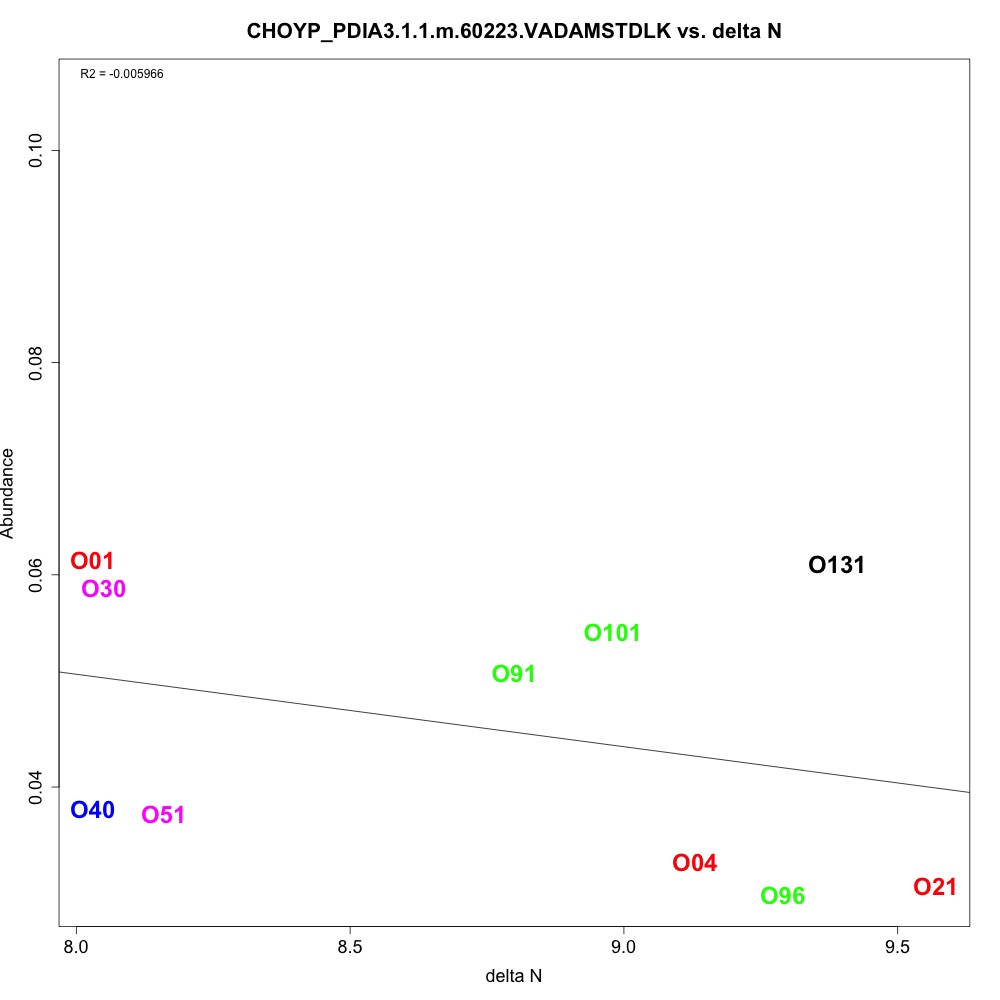 CHOYP_PDIA3.1.1.m.60223.VADAMSTDLK vs. delta N
R2 = -0.005966
0.10
0.08
Abundance
0.06
0.04
O01
O30
O131
O101
O91
O40
O51
O04
O96
O21
8.0
8.5
9.0
9.5
delta N